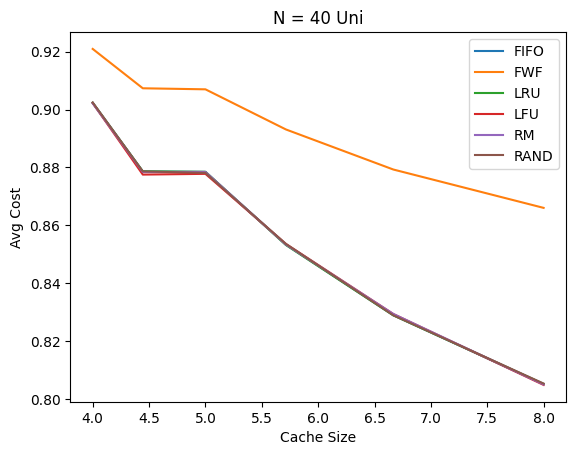 N = 40 Uni
Avg Cost
0.92
0.90
0.88
0.86
0.84
0.82
0.80
FIFO
FWF
LRU
LFU
RM
RAND
4.0 4.5 5.0 5.5 6.0 6.5 7.0 7.5 8.0
Cache Size